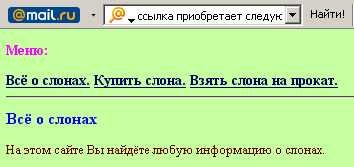 @mail.ru ссылка приобретает следую Найти!
Меню:
Всё о слонах. Купить слона. Взять слона на прокат.
Всё о слонах
На этом сайте Вы найдёте любую информацию о слонах.